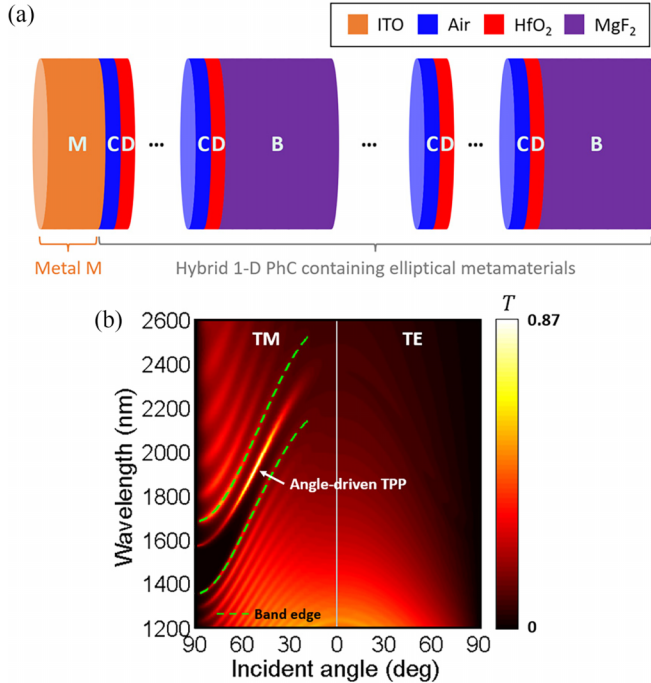 (a)
ITO Air HfO₂ MgF₂
M C D ... C D B ... C D ... C D B
Metal M Hybrid 1-D PhC containing elliptical metamaterials
(b)
T
2600
2400
2200
2000
1800
1600
1400
1200
Wavelength (nm)
TM TE
Angle-driven TPP
Band edge
0.87
0
90 60 30 0 30 60 90
Incident angle (deg)